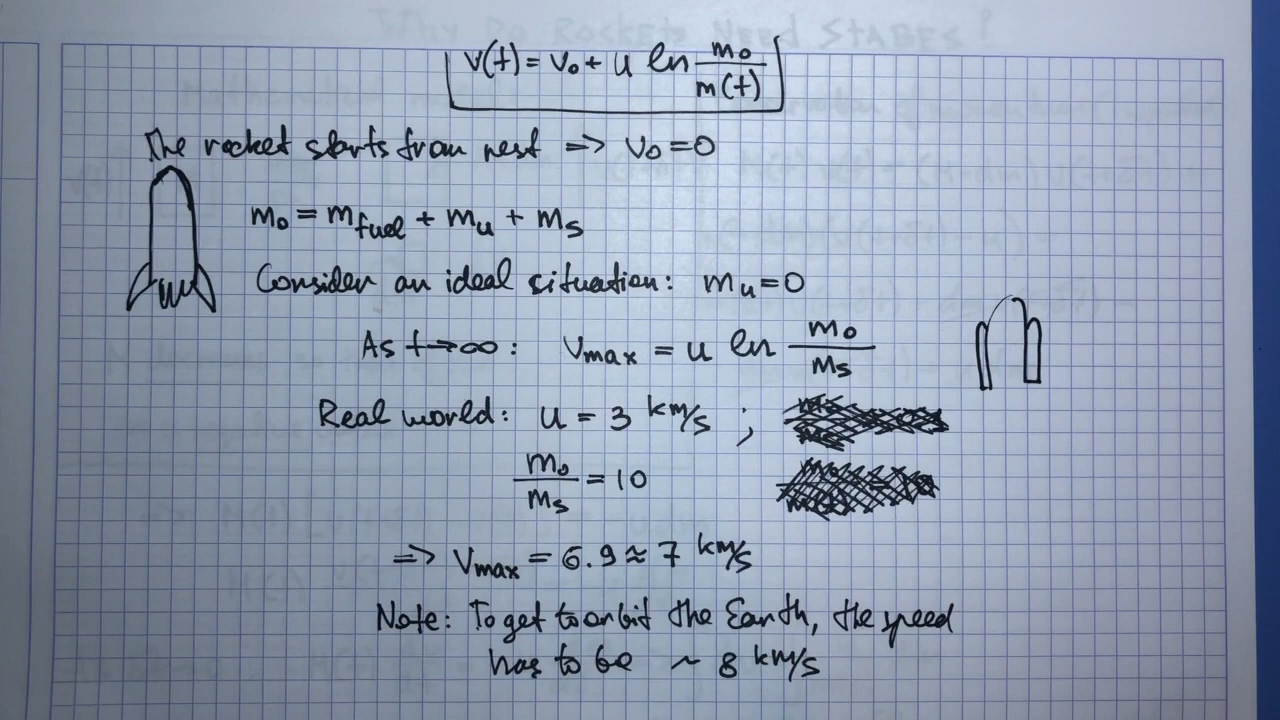 v(t) = v₀ + u ln m₀/m(t)
The rocket starts from rest => v₀ = 0
m₀ = m_fuel + m_u + m_s
Consider an ideal situation: m_u = 0
As t→∞: v_max = u ln m₀/m_s
Real world: u = 3 km/s ;
m₀/m_s = 10
=> v_max = 6.9 ≈ 7 km/s
Note: To get to orbit the Earth, the speed
has to be ~ 8 km/s